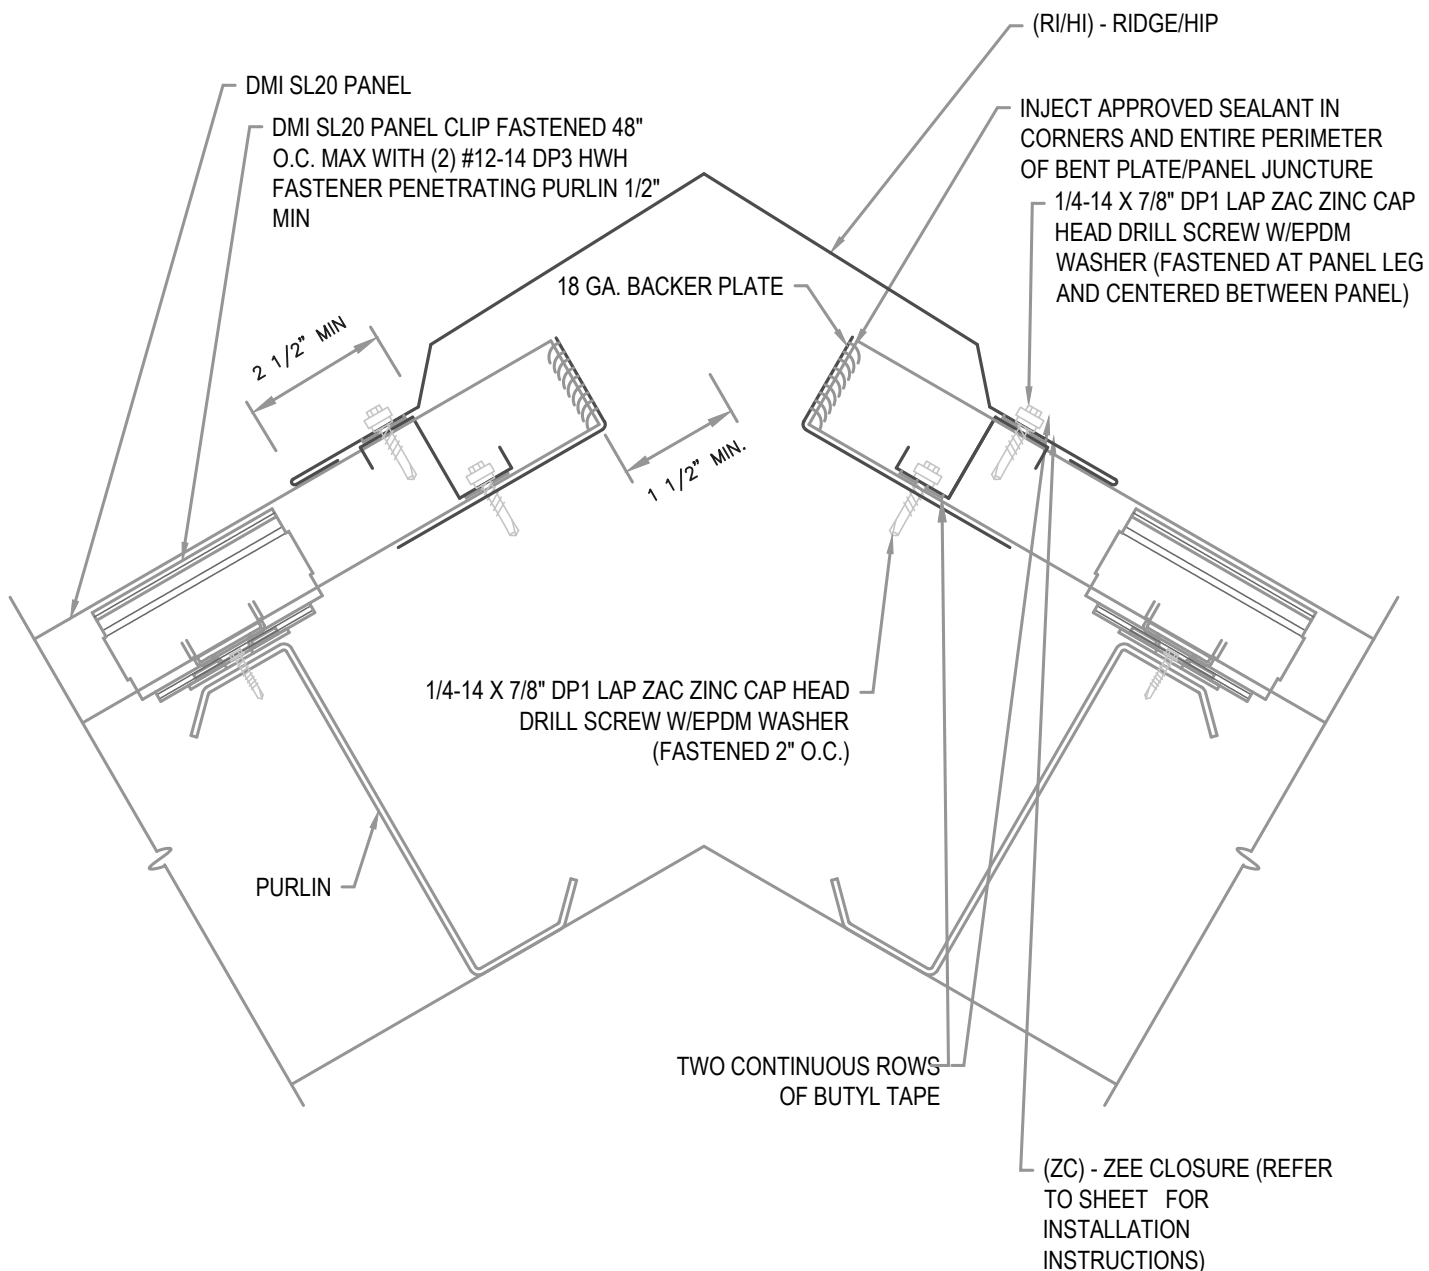 (RI/HI) - RIDGE/HIP
DMI SL20 PANEL
DMI SL20 PANEL CLIP FASTENED 48"
O.C. MAX WITH (2) #12-14 DP3 HWH
FASTENER PENETRATING PURLIN 1/2"
MIN
INJECT APPROVED SEALANT IN
CORNERS AND ENTIRE PERIMETER
OF BENT PLATE/PANEL JUNCTURE
1/4-14 X 7/8" DP1 LAP ZAC ZINC CAP
HEAD DRILL SCREW W/EPDM
WASHER (FASTENED AT PANEL LEG
AND CENTERED BETWEEN PANEL)
18 GA. BACKER PLATE
2 1/2" MIN
1 1/2" MIN.
1/4-14 X 7/8" DP1 LAP ZAC ZINC CAP HEAD
DRILL SCREW W/EPDM WASHER
(FASTENED 2" O.C.)
PURLIN
TWO CONTINUOUS ROWS
OF BUTYL TAPE
(ZC) - ZEE CLOSURE (REFER
TO SHEET FOR
INSTALLATION
INSTRUCTIONS)